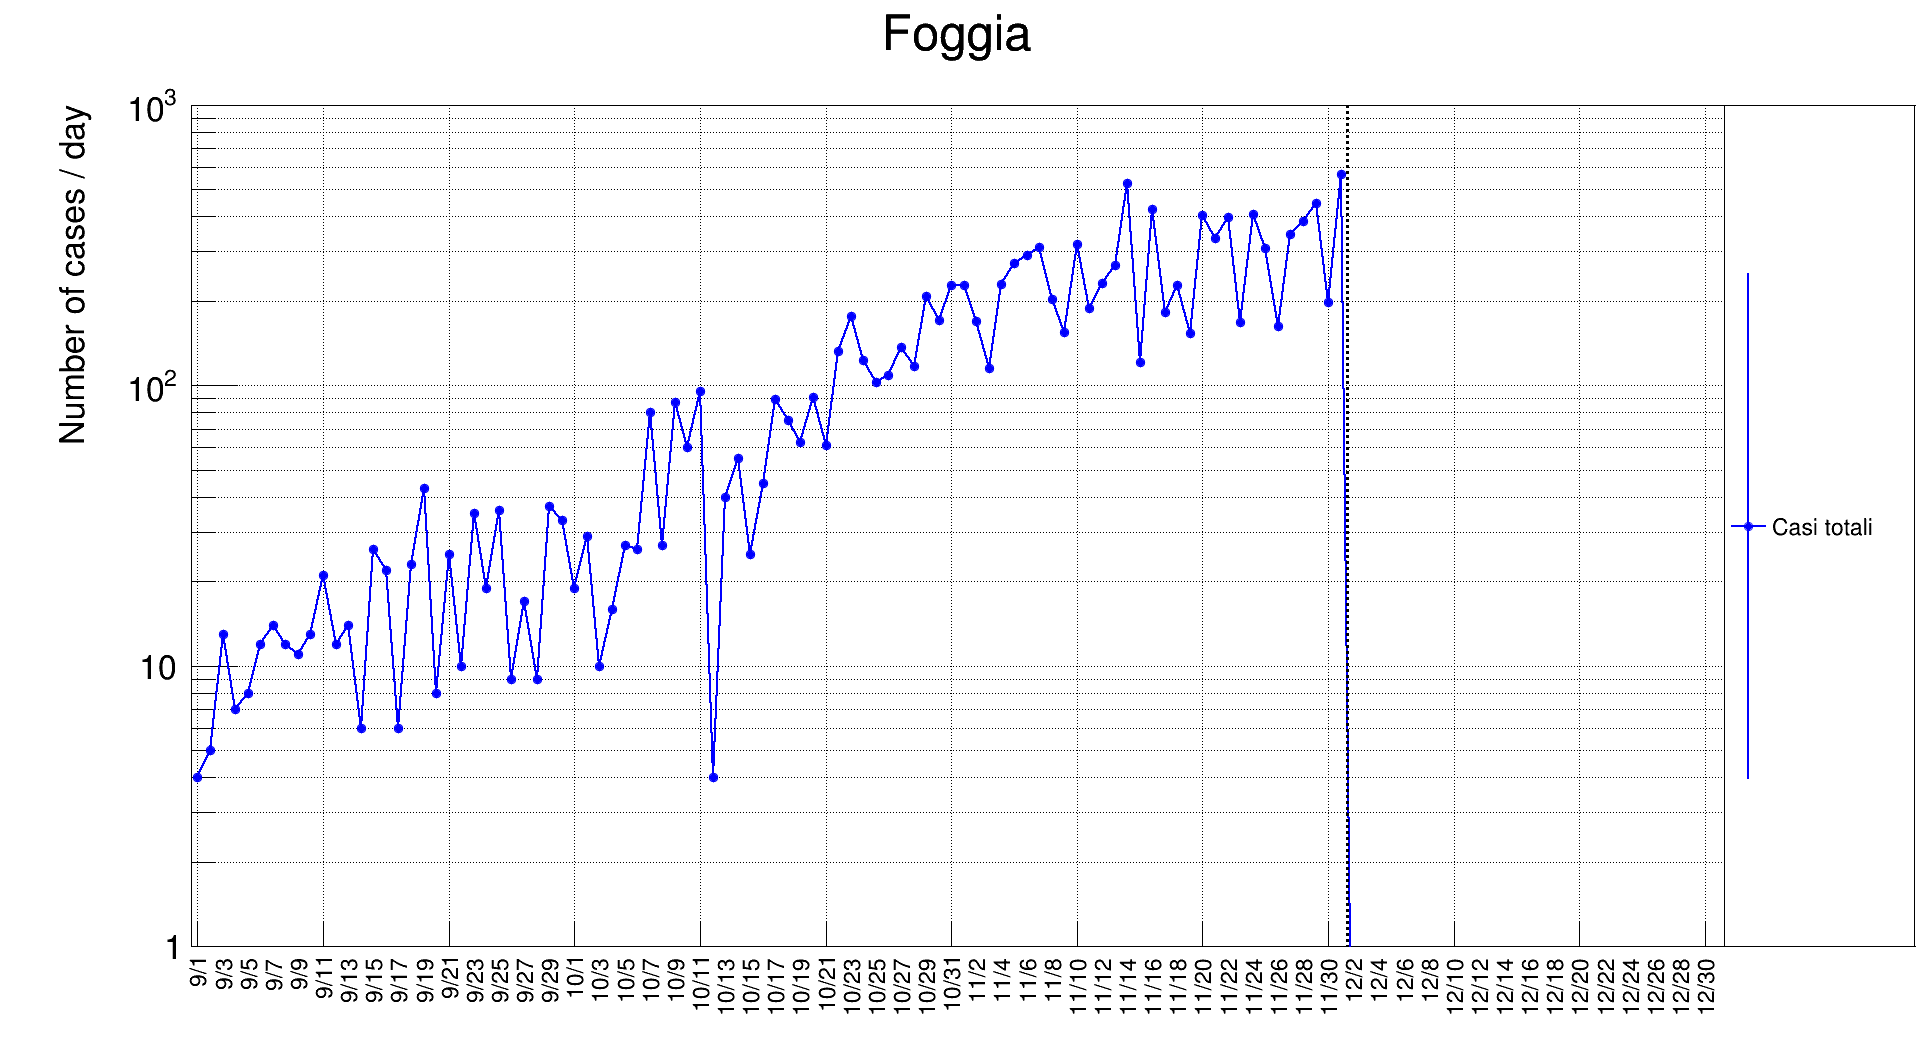 Foggia
Number of cases / day
10³
10²
10
1
9/1 9/3 9/5 9/7 9/9 9/11 9/13 9/15 9/17 9/19 9/21 9/23 9/25 9/27 9/29 10/1 10/3 10/5 10/7 10/9 10/11 10/13 10/15 10/17 10/19 10/21 10/23 10/25 10/27 10/29 10/31 11/2 11/4 11/6 11/8 11/10 11/12 11/14 11/16 11/18 11/20 11/22 11/24 11/26 11/28 11/30 12/2 12/4 12/6 12/8 12/10 12/12 12/14 12/16 12/18 12/20 12/22 12/24 12/26 12/28 12/30
Casi totali